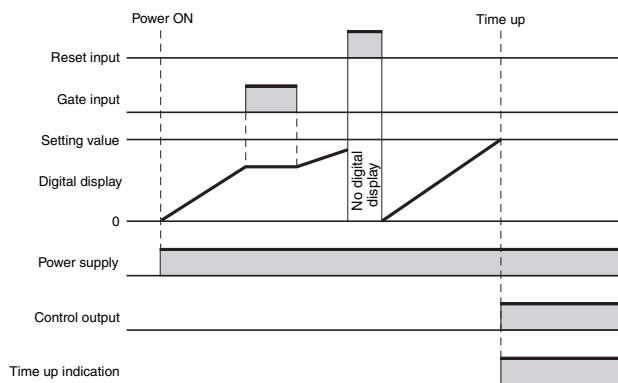 Power ON
Time up
Reset input
Gate input
Setting value
Digital display
No digital
display
0
Power supply
Control output
Time up indication